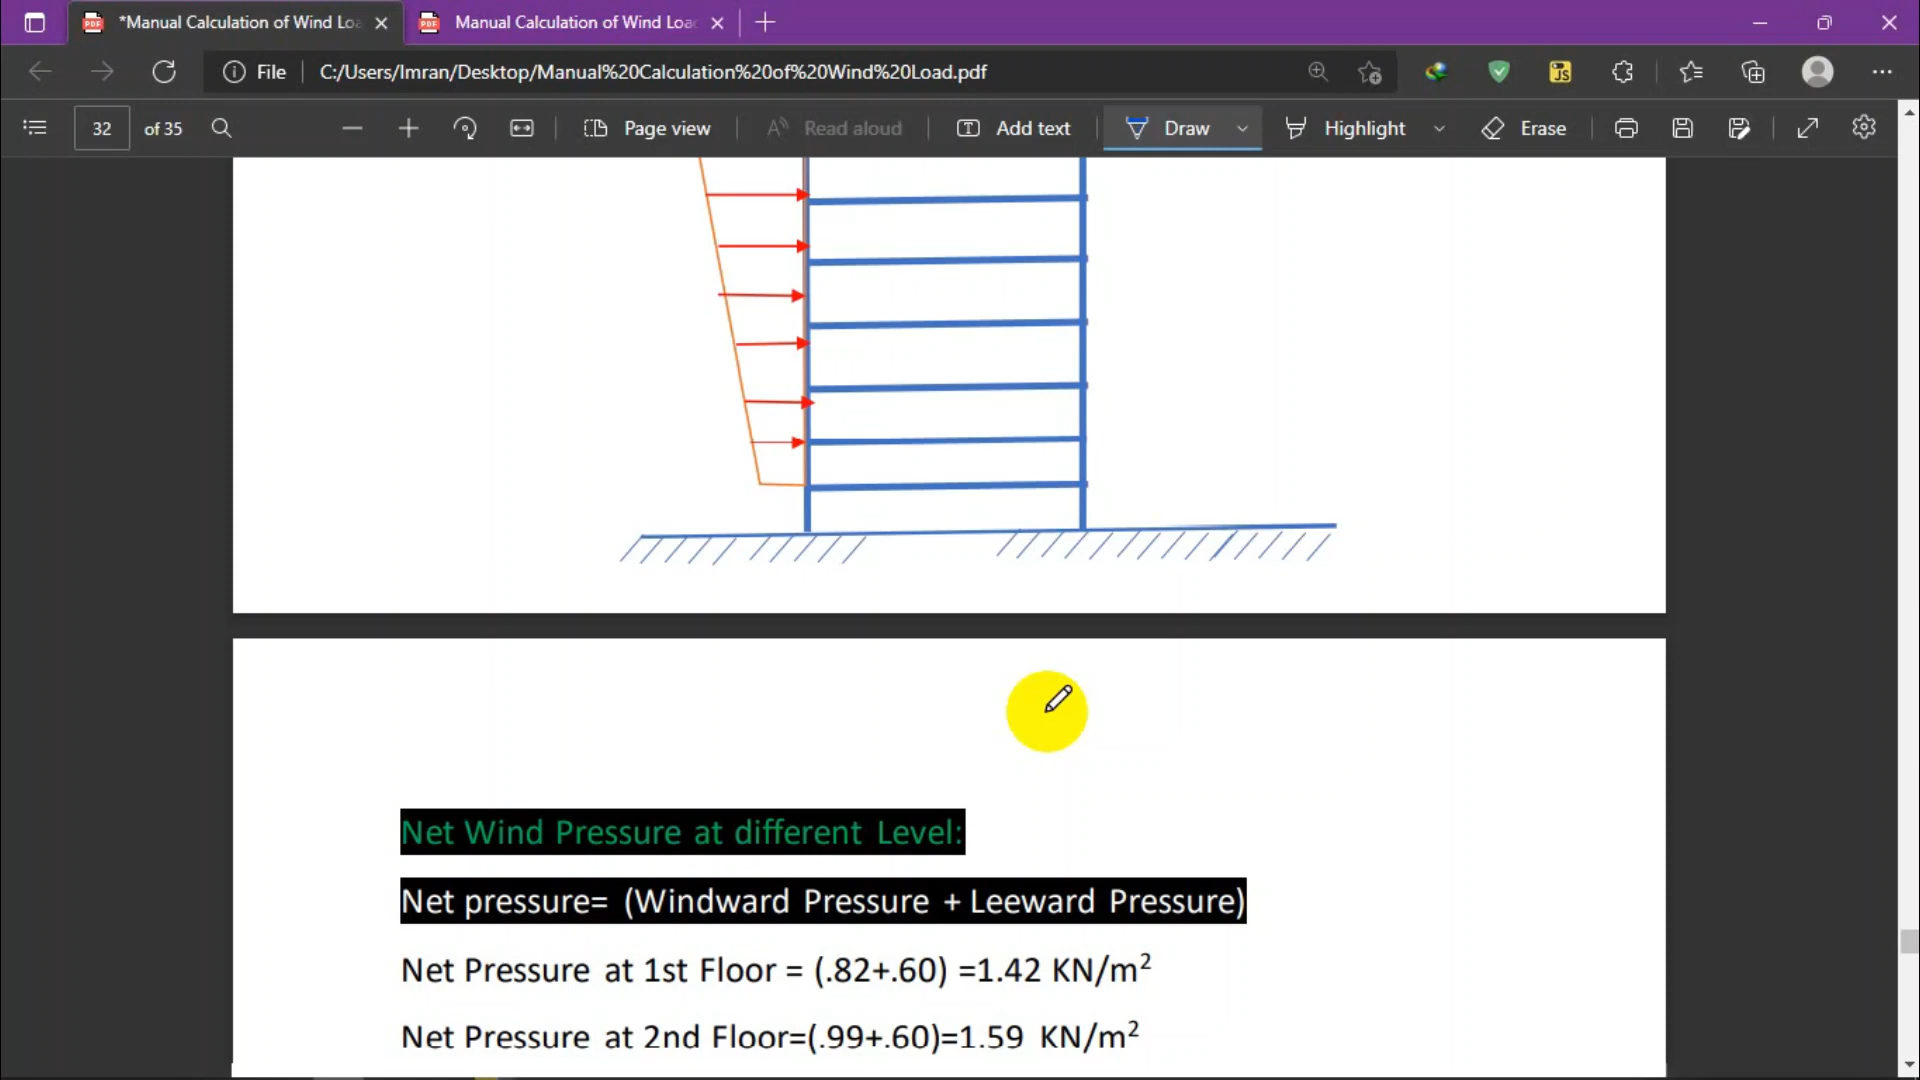 *Manual Calculation of Wind Loa
Manual Calculation of Wind Loa
File
C:/Users/Imran/Desktop/Manual%20Calculation%20of%20Wind%20Load.pdf
JS
32 of 35
Page view
Read aloud
Add text
Draw
Highlight
Erase
Net Wind Pressure at different Level:
Net pressure= (Windward Pressure + Leeward Pressure)
Net Pressure at 1st Floor = (.82+.60) =1.42 KN/m²
Net Pressure at 2nd Floor=(.99+.60)=1.59 KN/m²